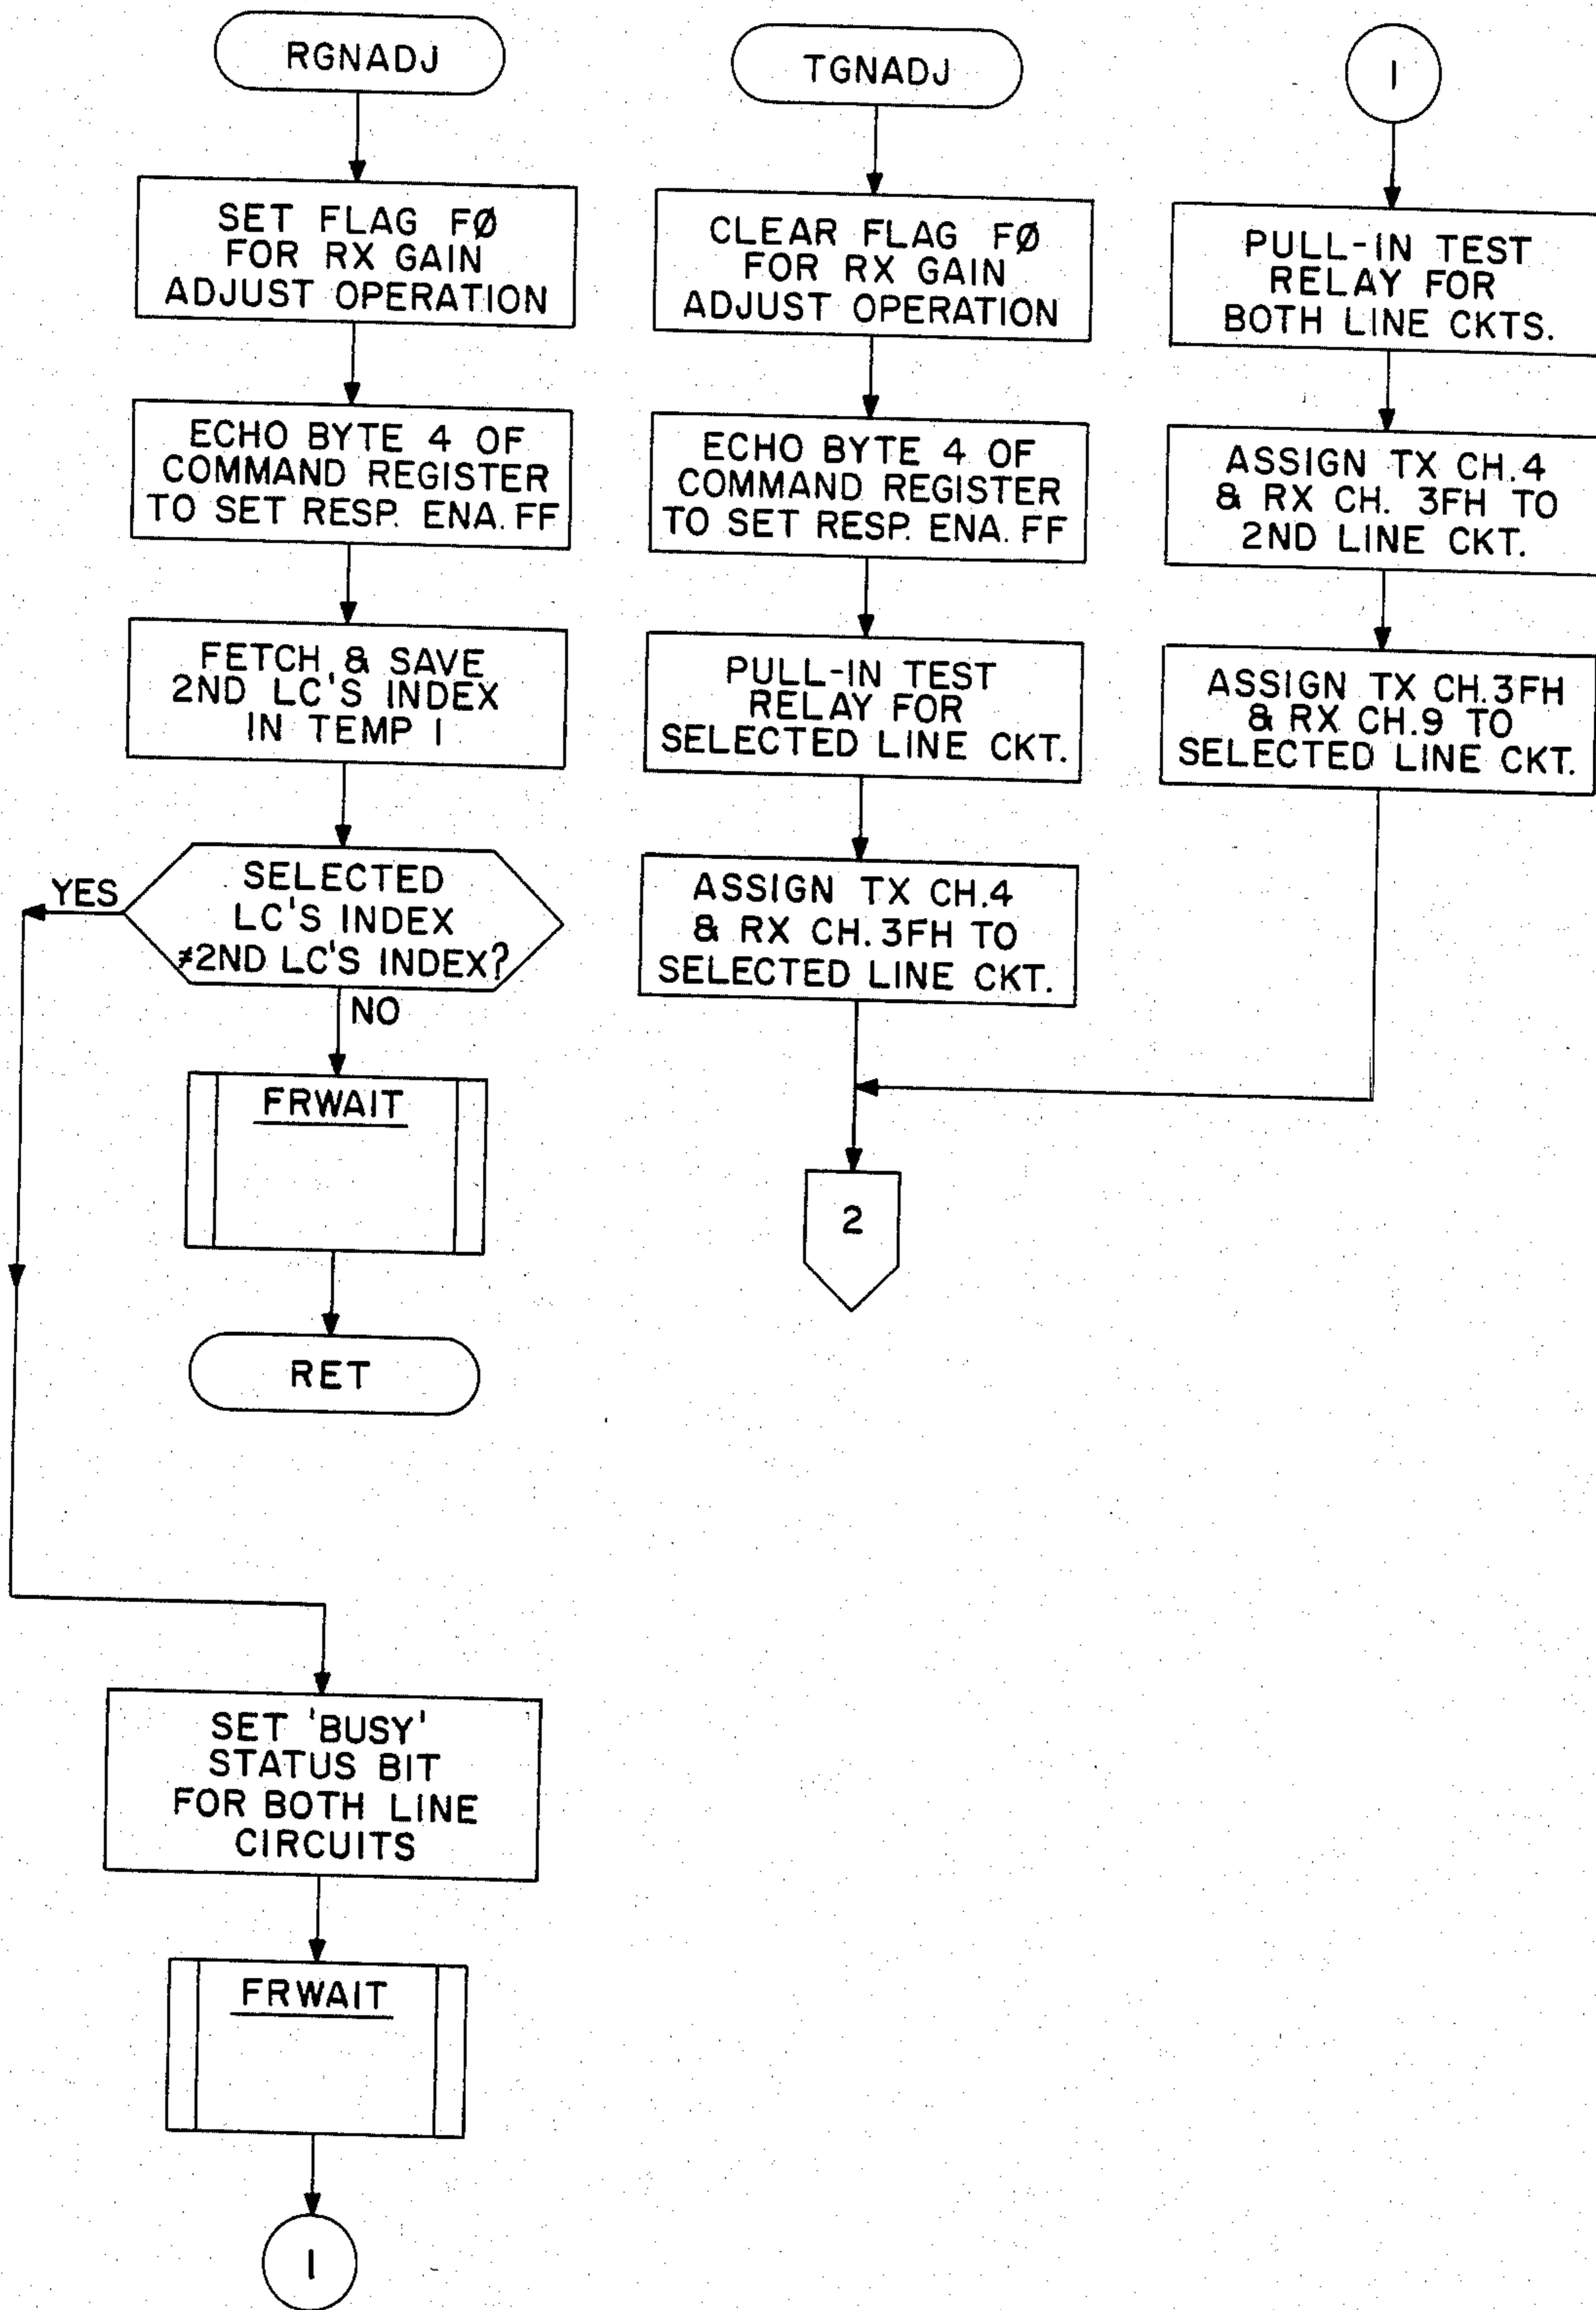 RGNADJ
SET FLAG FØ
FOR RX GAIN
ADJUST OPERATION
ECHO BYTE 4 OF
COMMAND REGISTER
TO SET RESP. ENA. FF
FETCH & SAVE
2ND LC'S INDEX
IN TEMP 1
YES
SELECTED
LC'S INDEX
≠2ND LC'S INDEX?
NO
FRWAIT
RET
SET 'BUSY'
STATUS BIT
FOR BOTH LINE
CIRCUITS
FRWAIT
1
TGNADJ
CLEAR FLAG FØ
FOR RX GAIN
ADJUST OPERATION
ECHO BYTE 4 OF
COMMAND REGISTER
TO SET RESP. ENA. FF
PULL-IN TEST
RELAY FOR
SELECTED LINE CKT.
ASSIGN TX CH.4
& RX CH. 3FH TO
SELECTED LINE CKT.
2
1
PULL-IN TEST
RELAY FOR
BOTH LINE CKTS.
ASSIGN TX CH.4
& RX CH. 3FH TO
2ND LINE CKT.
ASSIGN TX CH.3FH
& RX CH.9 TO
SELECTED LINE CKT.